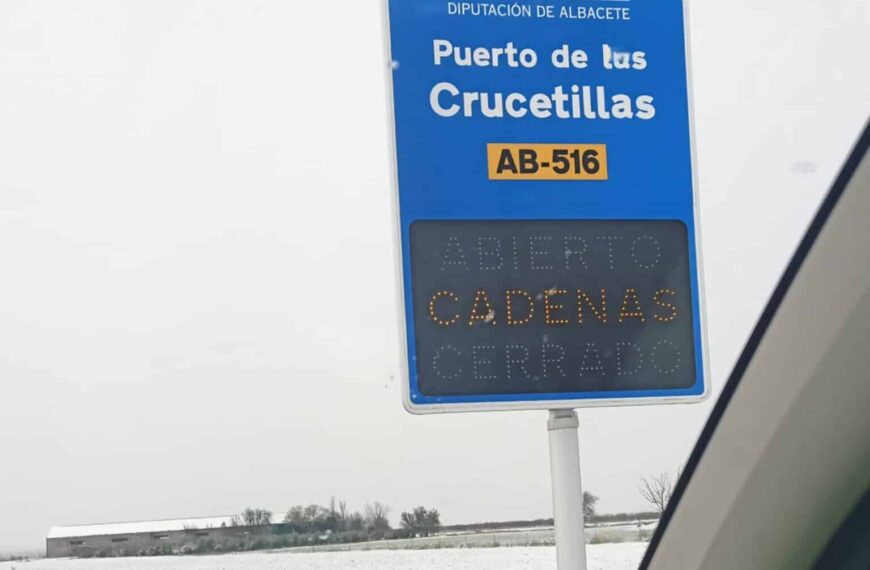 DIPUTACIÓN DE ALBACETE
Puerto de las
Crucetillas
AB-516
ABIERTO
CADENAS
CERRADO